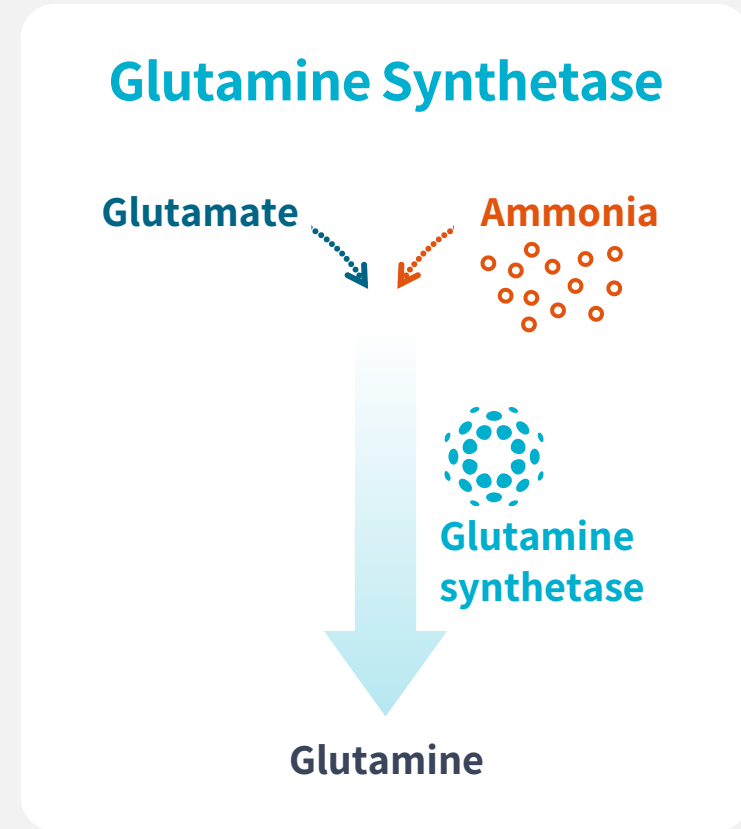 Glutamine Synthetase
Glutamate
Ammonia
Glutamine
synthetase
Glutamine